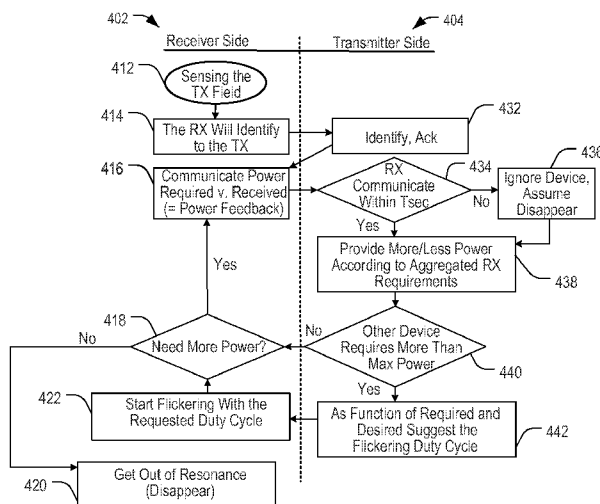 402
404
Receiver Side
Transmitter Side
412
Sensing the
TX Field
414
The RX Will Identify
to the TX
432
Identify, Ack
416
Communicate Power
Required v. Received
(= Power Feedback)
RX
Communicate
Within Tsec
434
No
436
Ignore Device,
Assume
Disappear
Yes
Provide More/Less Power
According to Aggregated RX
Requirements
438
Yes
418
No
Need More Power?
No
Other Device
Requires More Than
Max Power
440
Yes
422
Start Flickering With the
Requested Duty Cycle
As Function of Required and
Desired Suggest the
Flickering Duty Cycle
442
Get Out of Resonance
(Disappear)
420